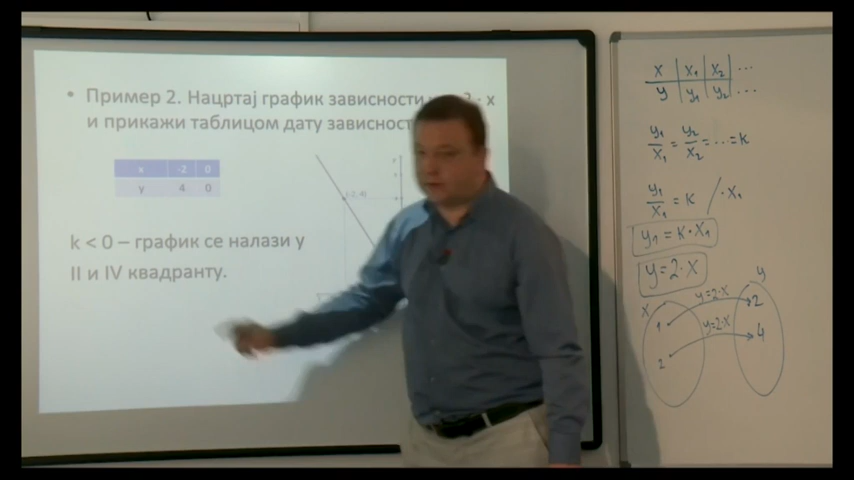 • Пример 2. Нацртај график зависности · x
и прикажи таблицом дату
x -2 0
y 4 0
(-2,4)
y
k < 0 – график се налази у
II и IV квадранту.
x | x₁ | x₂ | ...
y | y₁ | y₂ | ...
y₁/x₁ = y₂/x₂ = ... = k
y₁/x₁ = k / · x₁
y₁ = k · x₁
y = 2 · x
x y
y=2·x
1 2
y=2·x
2 4